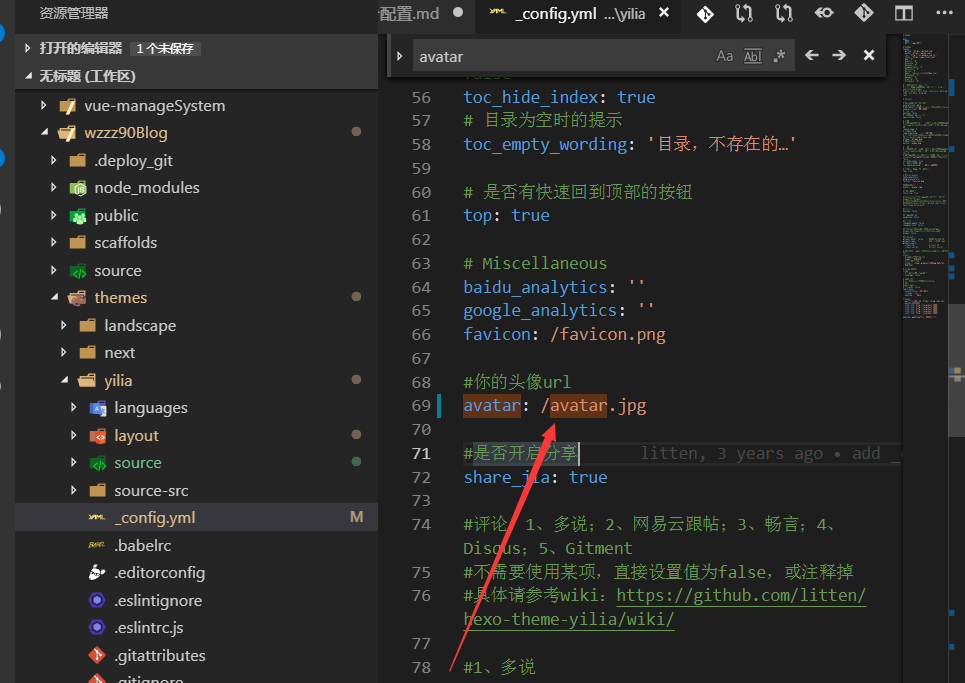 资源管理器
配置.md
_config.yml ...\yilia
打开的编辑器 1个未保存
无标题 (工作区)
avatar
Aa Abl .*
vue-manageSystem
wzzz90Blog
.deploy_git
node_modules
public
scaffolds
source
themes
landscape
next
yilia
languages
layout
source
source-src
_config.yml M
.babelrc
.editorconfig
.eslintignore
.eslintrc.js
.gitattributes
.gitignore
56 toc_hide_index: true
57 # 目录为空时的提示
58 toc_empty_wording: '目录，不存在的…'
59
60 # 是否有快速回到顶部的按钮
61 top: true
62
63 # Miscellaneous
64 baidu_analytics: ''
65 google_analytics: ''
66 favicon: /favicon.png
67
68 #你的头像url
69 avatar: /avatar.jpg
70
71 #是否开启分享 litten, 3 years ago • add _
72 share_jia: true
73
74 #评论：1、多说；2、网易云跟帖；3、畅言；4、
Disqus；5、Gitment
75 #不需要使用某项，直接设置值为false，或注释掉
76 #具体请参考wiki：https://github.com/litten/
hexo-theme-yilia/wiki/
77
78 #1、多说